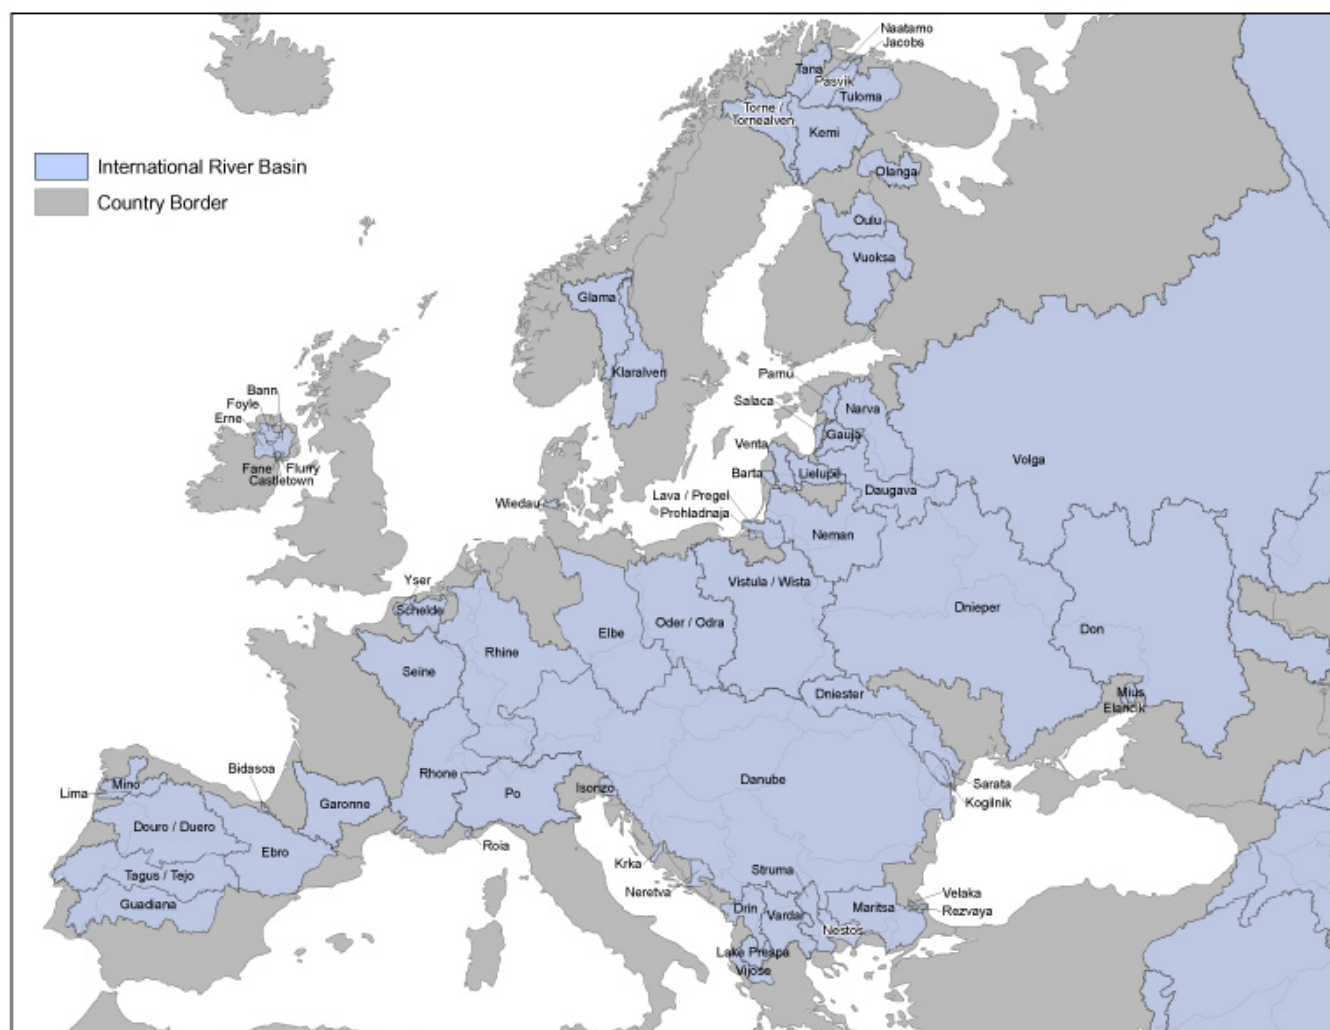 Naatamo
Jacobs
Tana
Pasvik
Tuloma
Torne /
Tornealven
Kemi
International River Basin
Olanga
Country Border
Oulu
Vuoksa
Glama
Klaralven
Parnu
Bann
Salaca
Narva
Foyle
Erne
Gauja
Venta
Volga
Fane
Flurry
Barta
Lielupe
Castletown
Daugava
Lava / Pregel
Wiedau
Prohladnaja
Neman
Yser
Vistula / Wista
Schelde
Dnieper
Elbe
Oder / Odra
Don
Rhine
Seine
Dniester
Mius
Elancik
Bidasoa
Rhone
Danube
Sarata
Mino
Isonzo
Lima
Po
Kogilnik
Garonne
Douro / Duero
Roia
Ebro
Krka
Struma
Tagus / Tejo
Neretva
Velaka
Guadiana
Drin
Maritsa
Rezvaya
Vardar
Nestos
Lake Prespa
Vijose